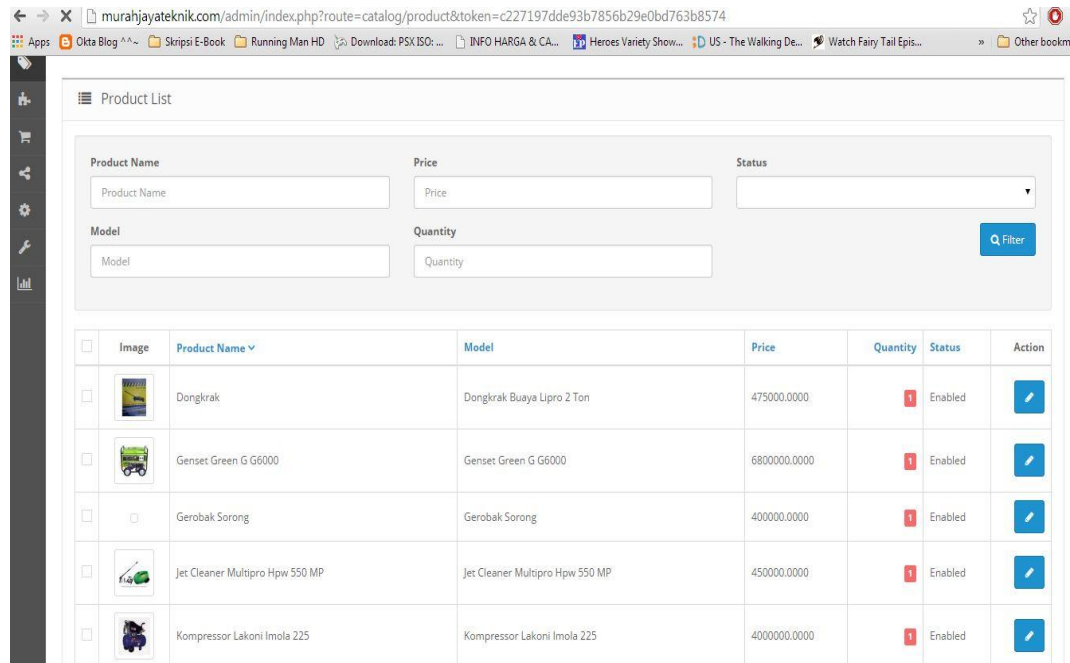 murahjayateknik.com/admin/index.php?route=catalog/product&token=c227197dde93b7856b29e0bd763b8574
Apps Okta Blog ^^~ Skripsi E-Book Running Man HD Download: PSX ISO: ... INFO HARGA & CA... Heroes Variety Show... US - The Walking De... Watch Fairy Tail Epis... » Other bookm
Product List
Product Name Price Status
Product Name Price
Model Quantity
Filter
Model Quantity
Image Product Name Model Price Quantity Status Action
Dongkrak Dongkrak Buaya Lipro 2 Ton 475000.0000 1 Enabled
Genset Green G G6000 Genset Green G G6000 6800000.0000 1 Enabled
Gerobak Sorong Gerobak Sorong 400000.0000 1 Enabled
Jet Cleaner Multipro Hpw 550 MP Jet Cleaner Multipro Hpw 550 MP 450000.0000 1 Enabled
Kompressor Lakoni Imola 225 Kompressor Lakoni Imola 225 4000000.0000 1 Enabled